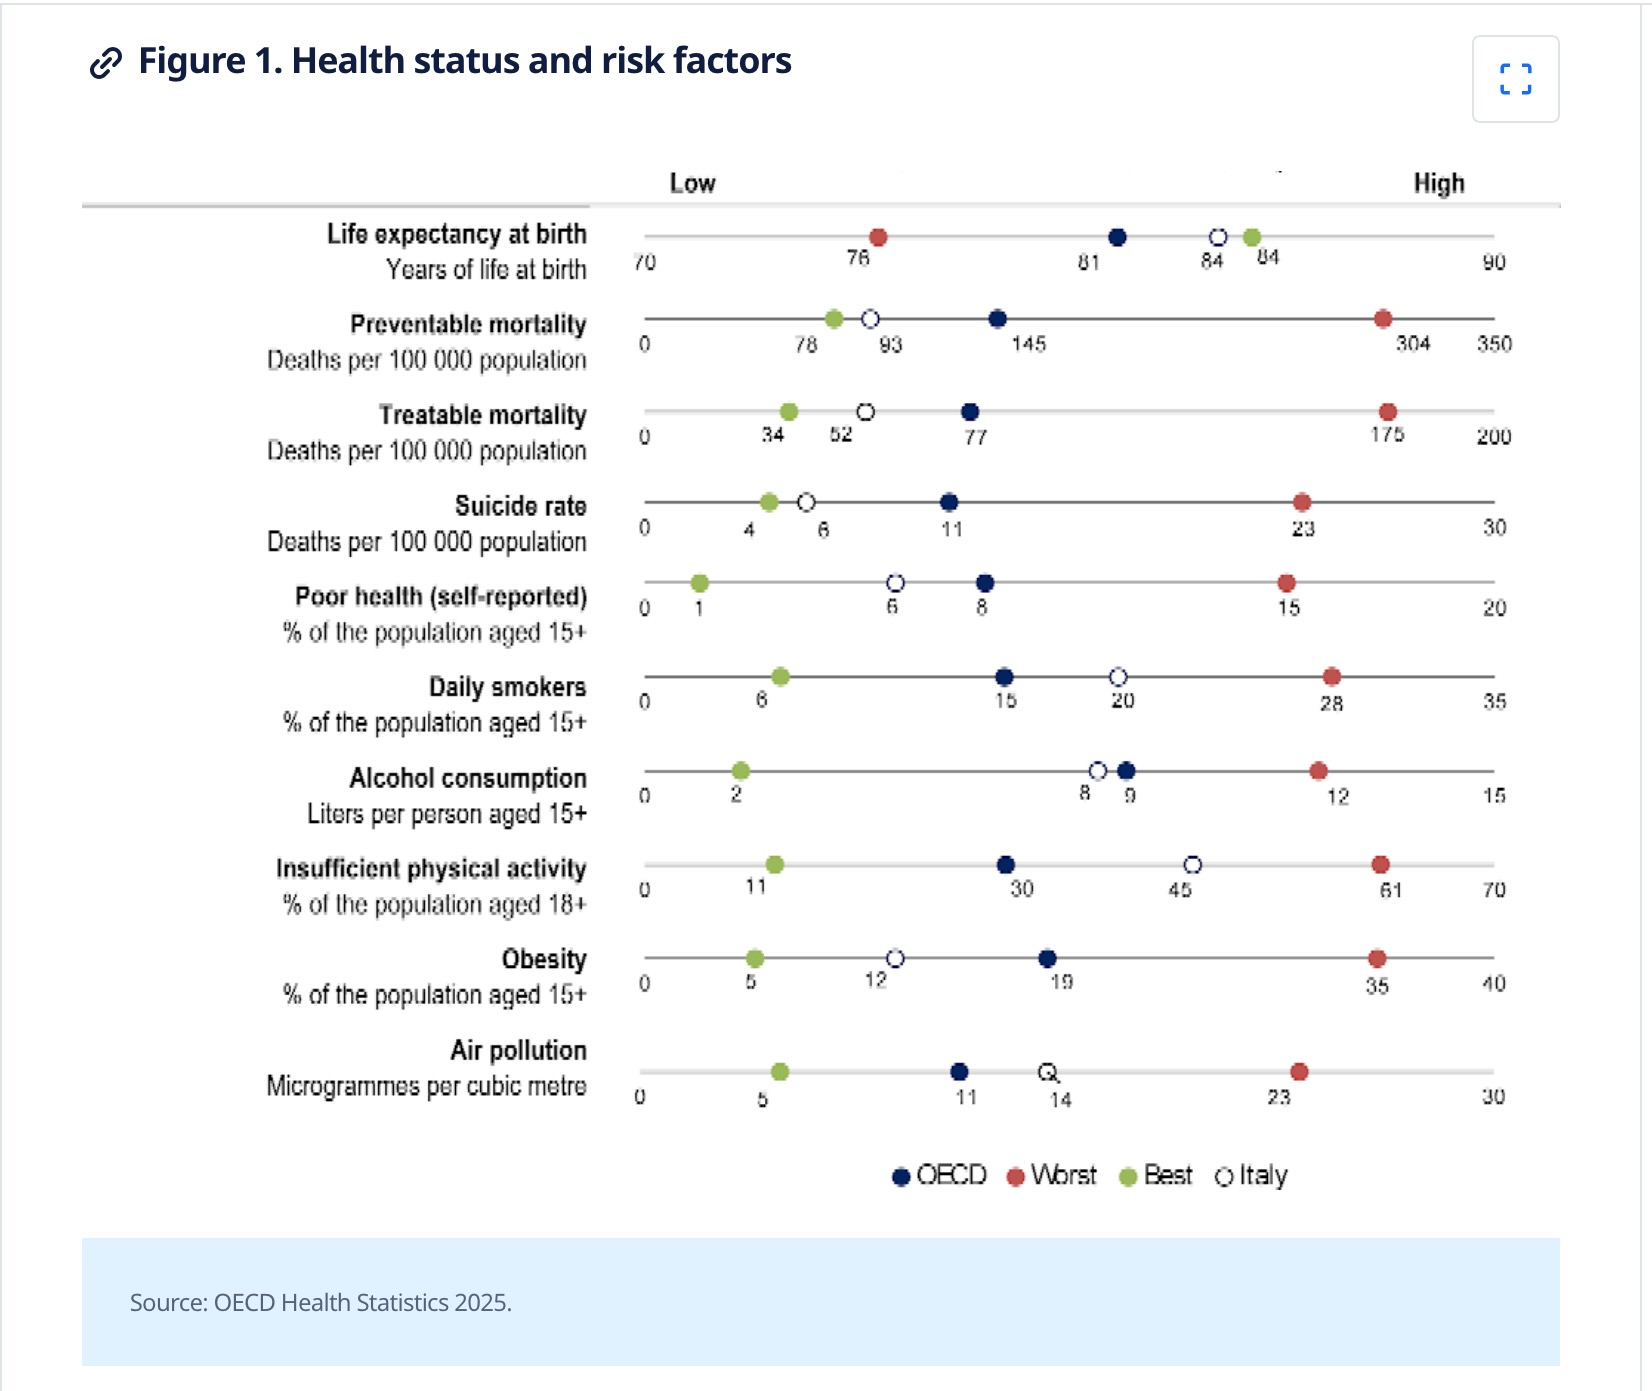 Figure 1. Health status and risk factors
Low High
Life expectancy at birth
Years of life at birth
70 76 81 84 84 90
Preventable mortality
Deaths per 100 000 population
0 78 93 145 304 350
Treatable mortality
Deaths per 100 000 population
0 34 52 77 175 200
Suicide rate
Deaths per 100 000 population
0 4 6 11 23 30
Poor health (self-reported)
% of the population aged 15+
0 1 6 8 15 20
Daily smokers
% of the population aged 15+
0 6 15 20 28 35
Alcohol consumption
Liters per person aged 15+
0 2 8 9 12 15
Insufficient physical activity
% of the population aged 18+
0 11 30 45 61 70
Obesity
% of the population aged 15+
0 5 12 19 35 40
Air pollution
Microgrammes per cubic metre
0 5 11 14 23 30
OECD Worst Best Italy
Source: OECD Health Statistics 2025.